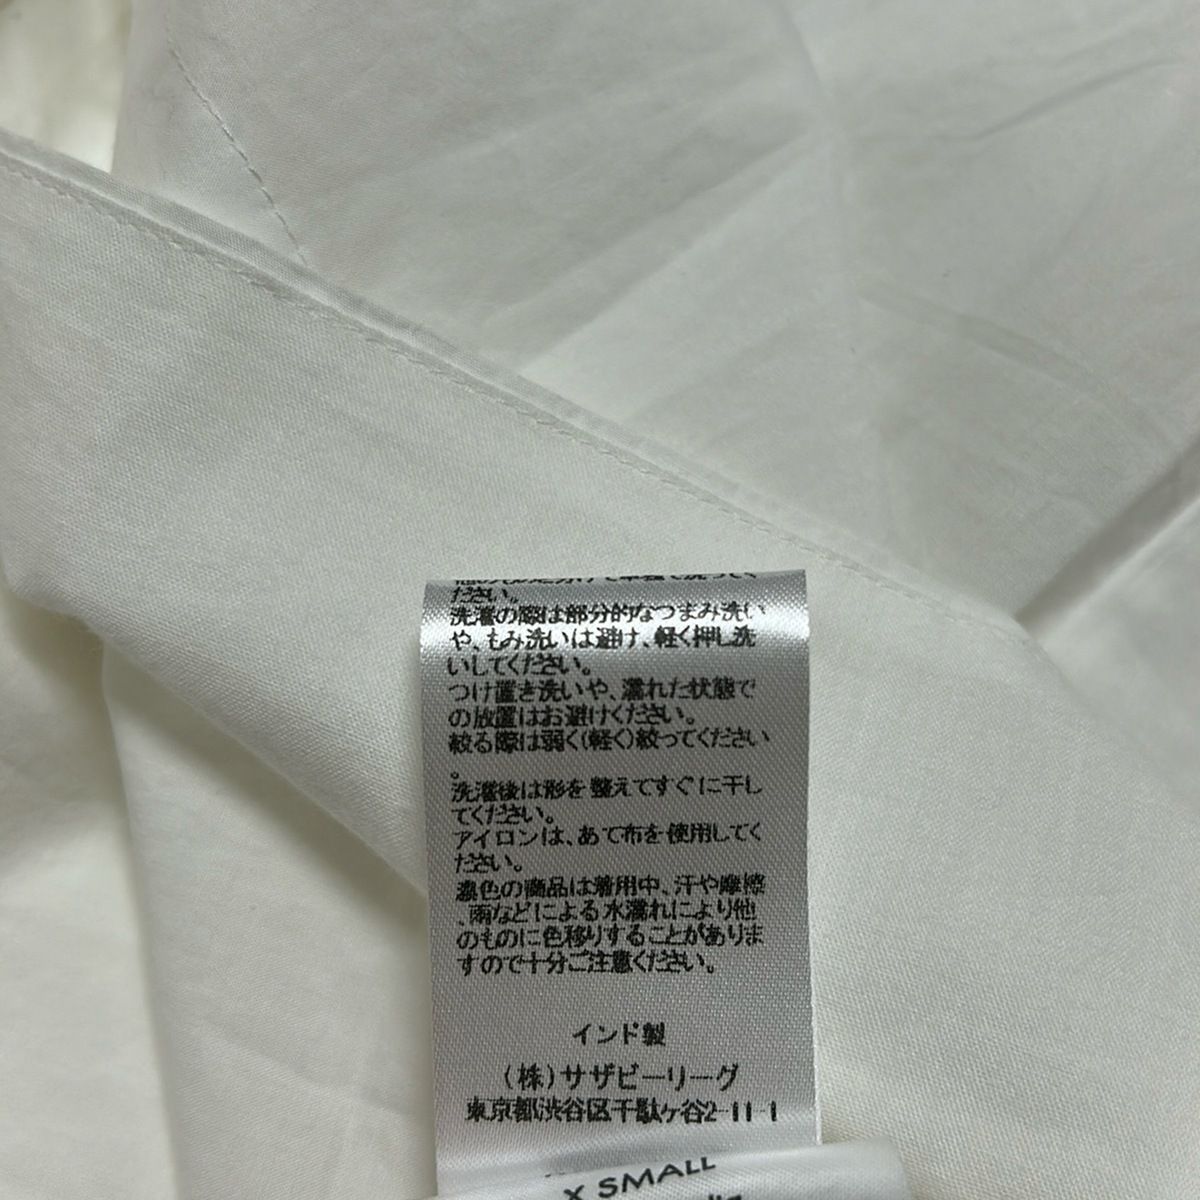 ださい。
洗濯の際は部分的なつまみ洗い
や、もみ洗いは避け、軽く押し洗
いしてください。
つけ置き洗いや、濡れた状態で
の放置はお避けください。
絞る際は弱く(軽く)絞ってください
。
洗濯後は形を整えてすぐに干し
てください。
アイロンは、あて布を使用してく
ださい。
濃色の商品は着用中、汗や摩擦
、雨などによる水濡れにより他
のものに色移りすることがありま
すので十分ご注意ください。
インド製
(株)サザビーリーグ
東京都渋谷区千駄ヶ谷2-11-1
X SMALL